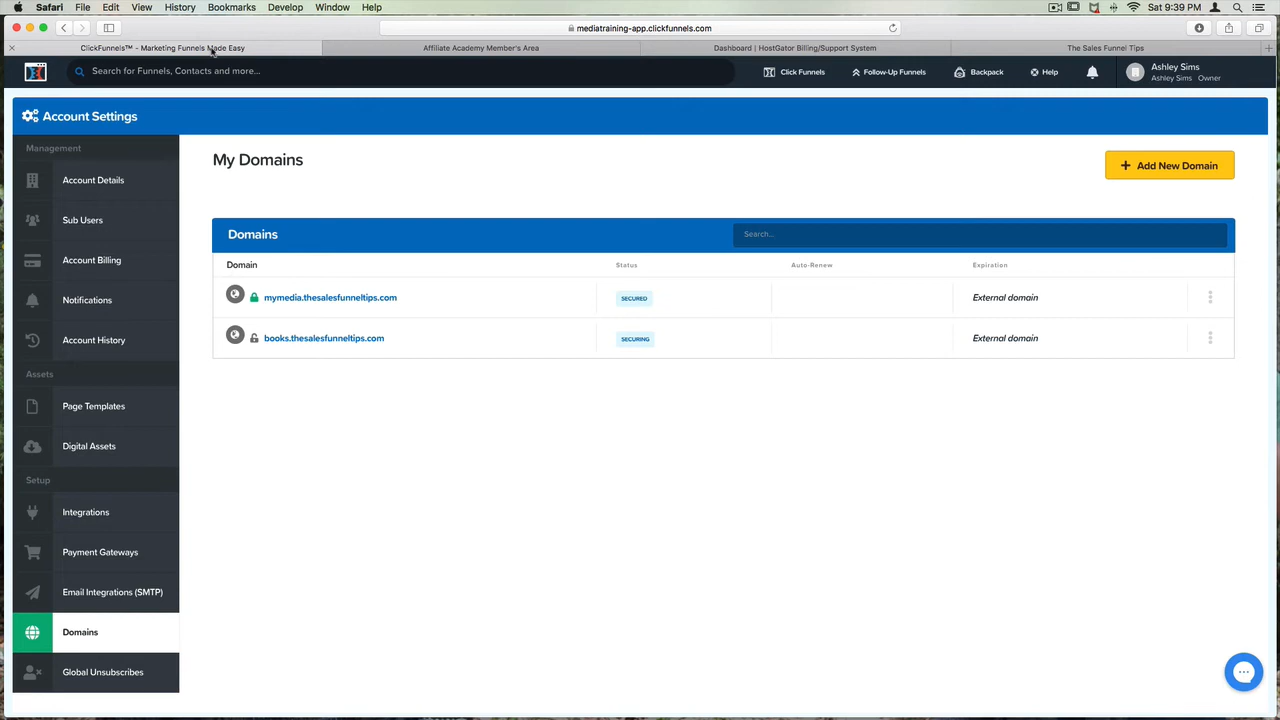 Safari File Edit View History Bookmarks Develop Window Help
Sat 9:39 PM
mediatraining-app.clickfunnels.com
ClickFunnels™ - Marketing Funnels Made Easy
Affiliate Academy Member's Area
Dashboard | HostGator Billing/Support System
The Sales Funnel Tips
Search for Funnels, Contacts and more...
Click Funnels
Follow-Up Funnels
Backpack
Help
Ashley Sims
Ashley Sims Owner
Account Settings
Management
Account Details
Sub Users
Account Billing
Notifications
Account History
Assets
Page Templates
Digital Assets
Setup
Integrations
Payment Gateways
Email Integrations (SMTP)
Domains
Global Unsubscribes
My Domains
+ Add New Domain
Domains
Search...
Domain Status Auto-Renew Expiration
mymedia.thesalesfunneltips.com SECURED External domain
books.thesalesfunneltips.com SECURING External domain